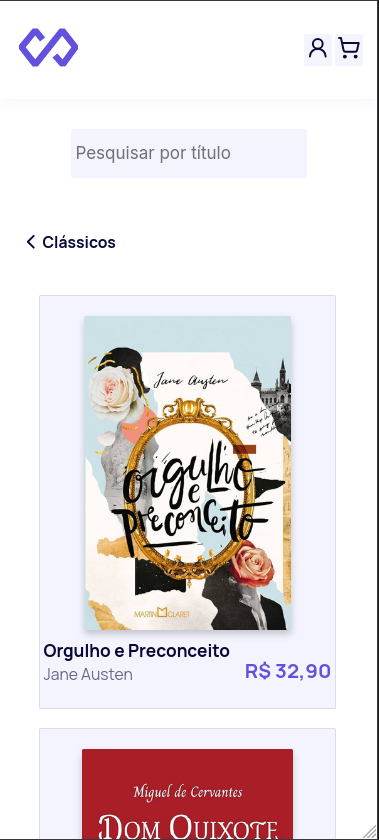 Pesquisar por título
Clássicos
Jane Austen
orgulho
e
preconceito
MARTIN CLARET
Orgulho e Preconceito
Jane Austen
R$ 32,90
Miguel de Cervantes
DOM QUIXOTE